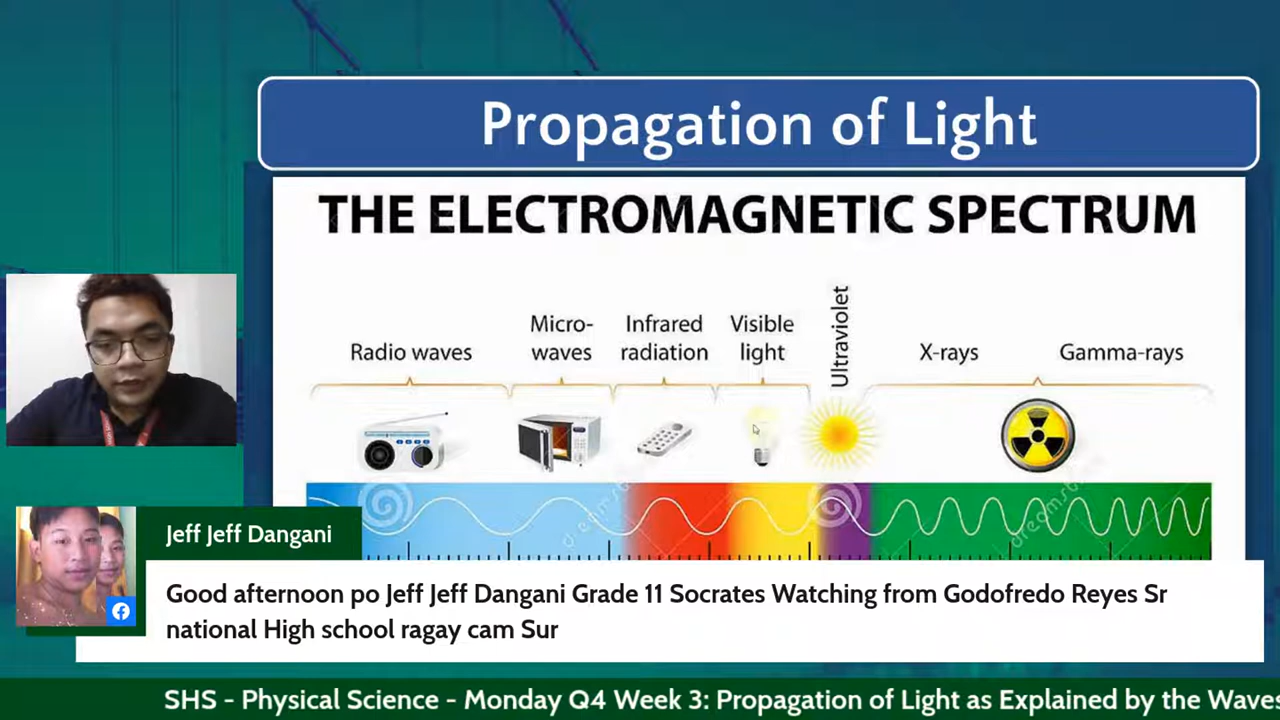 Propagation of Light
THE ELECTROMAGNETIC SPECTRUM
Radio waves
Micro-
waves
Infrared
radiation
Visible
light
Ultraviolet
X-rays
Gamma-rays
Jeff Jeff Dangani
Good afternoon po Jeff Jeff Dangani Grade 11 Socrates Watching from Godofredo Reyes Sr
national High school ragay cam Sur
SHS - Physical Science - Monday Q4 Week 3: Propagation of Light as Explained by the Waves